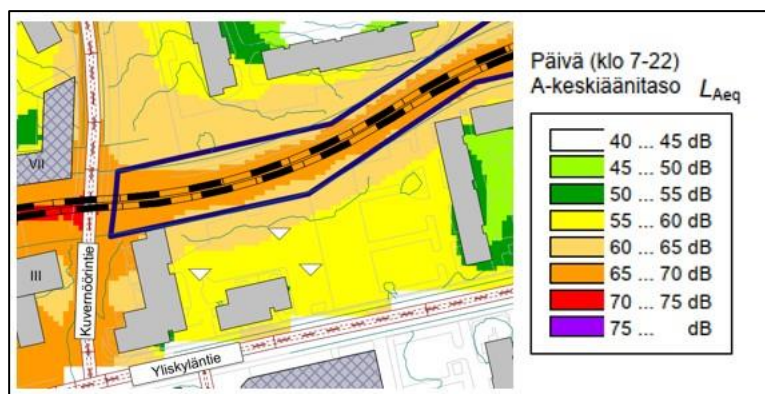 VII
III
Kuvernöörintie
Yliskyläntie
Päivä (klo 7-22)
A-keskiäänitaso LAeq
40 ... 45 dB
45 ... 50 dB
50 ... 55 dB
55 ... 60 dB
60 ... 65 dB
65 ... 70 dB
70 ... 75 dB
75 ... dB